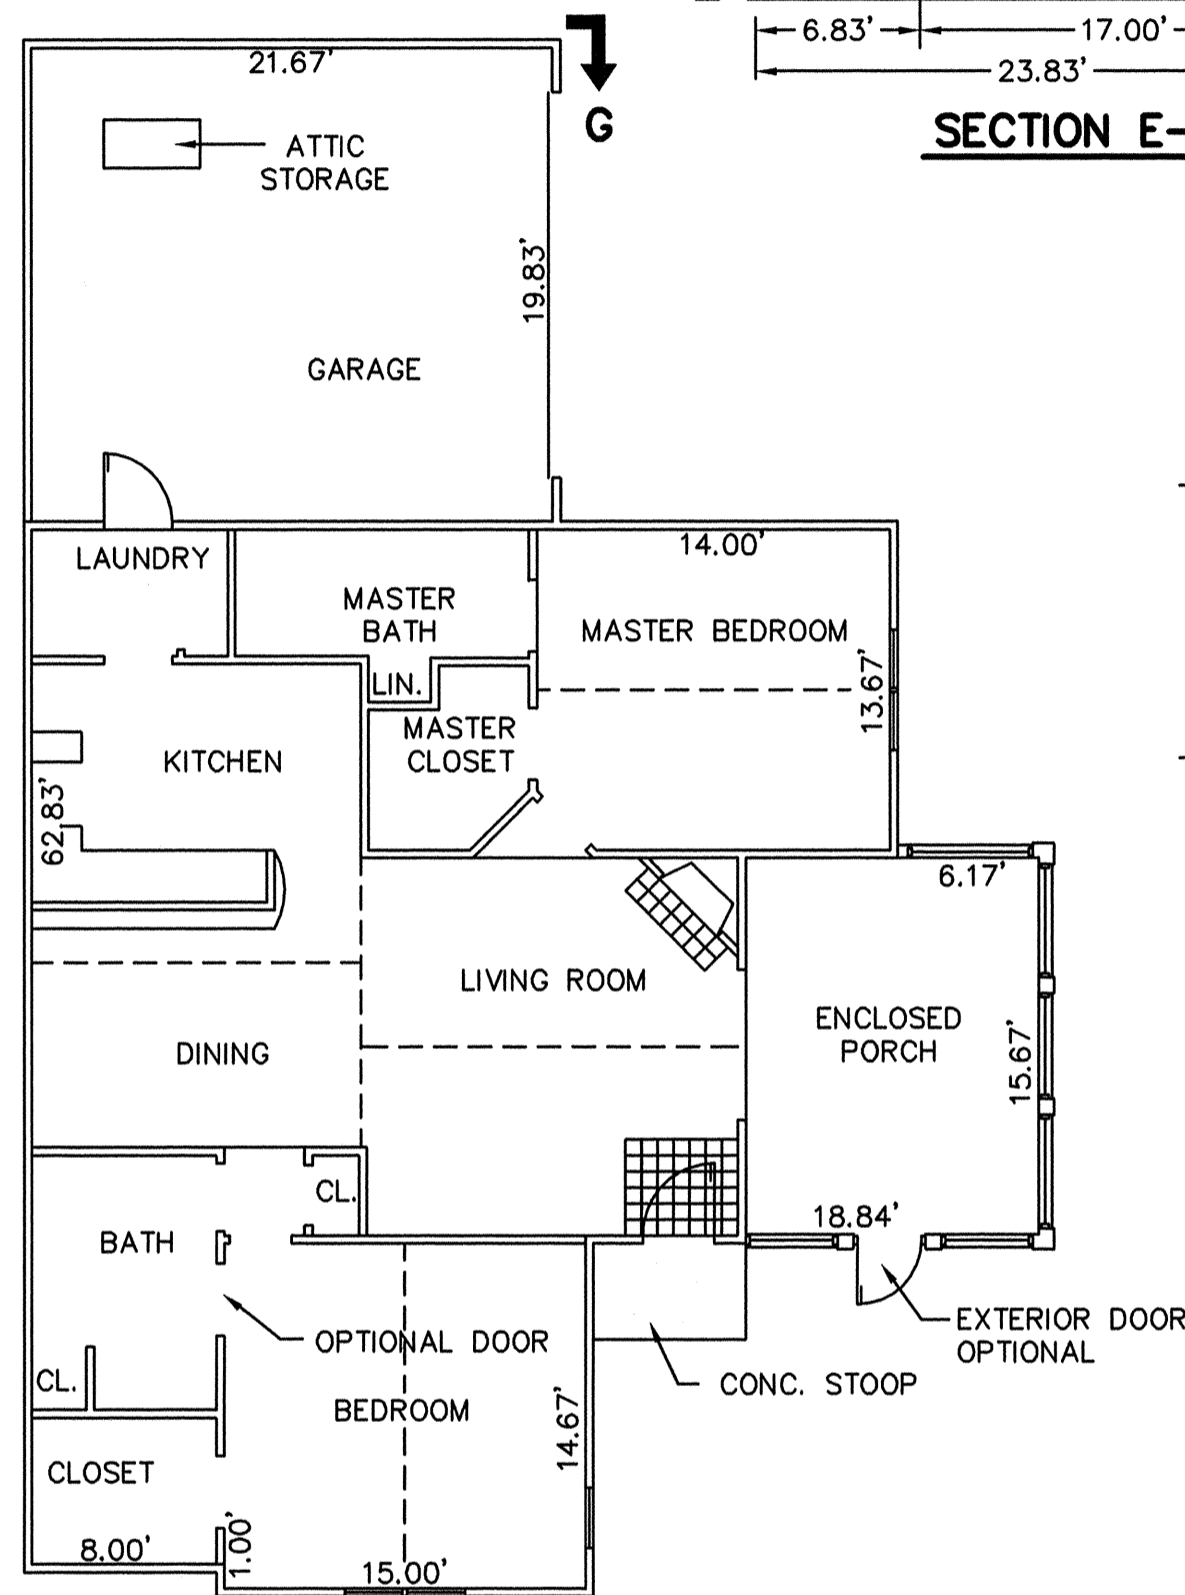 6.83'
17.00'
23.83'
SECTION E-
21.67'
G
ATTIC
STORAGE
19.83'
GARAGE
LAUNDRY
14.00'
MASTER
BATH
MASTER BEDROOM
LIN.
13.67'
MASTER
CLOSET
KITCHEN
62.83'
6.17'
LIVING ROOM
ENCLOSED
PORCH
DINING
15.67'
CL.
BATH
18.84'
EXTERIOR DOOR
OPTIONAL
OPTIONAL DOOR
CL.
CONC. STOOP
BEDROOM
14.67'
CLOSET
8.00'
1.00'
15.00'